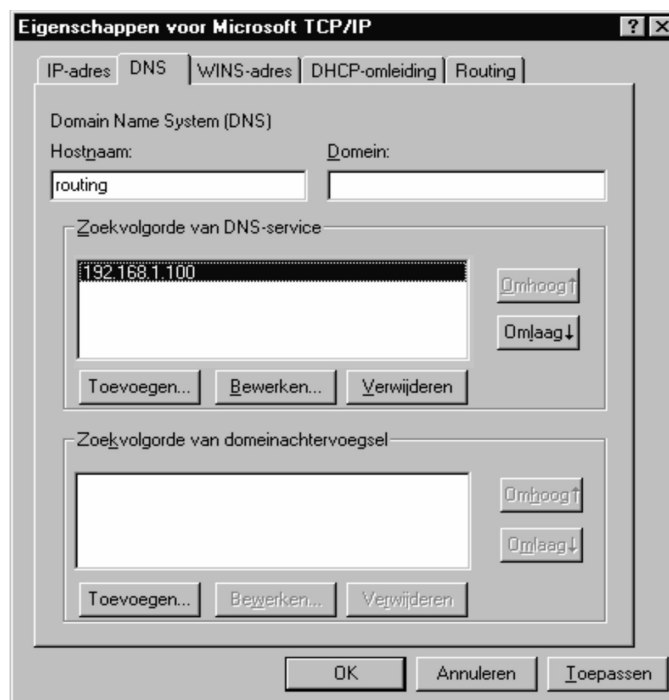 Eigenschappen voor Microsoft TCP/IP
IP-adres DNS WINS-adres DHCP-omleiding Routing
Domain Name System (DNS)
Hostnaam: Domein:
routing
Zoekvolgorde van DNS-service
192.168.1.100
Omhoog↑
Omlaag↓
Toevoegen... Bewerken... Verwijderen
Zoekvolgorde van domeinachtervoegsel
Omhoog↑
Omlaag↓
Toevoegen... Bewerken... Verwijderen
OK Annuleren Toepassen